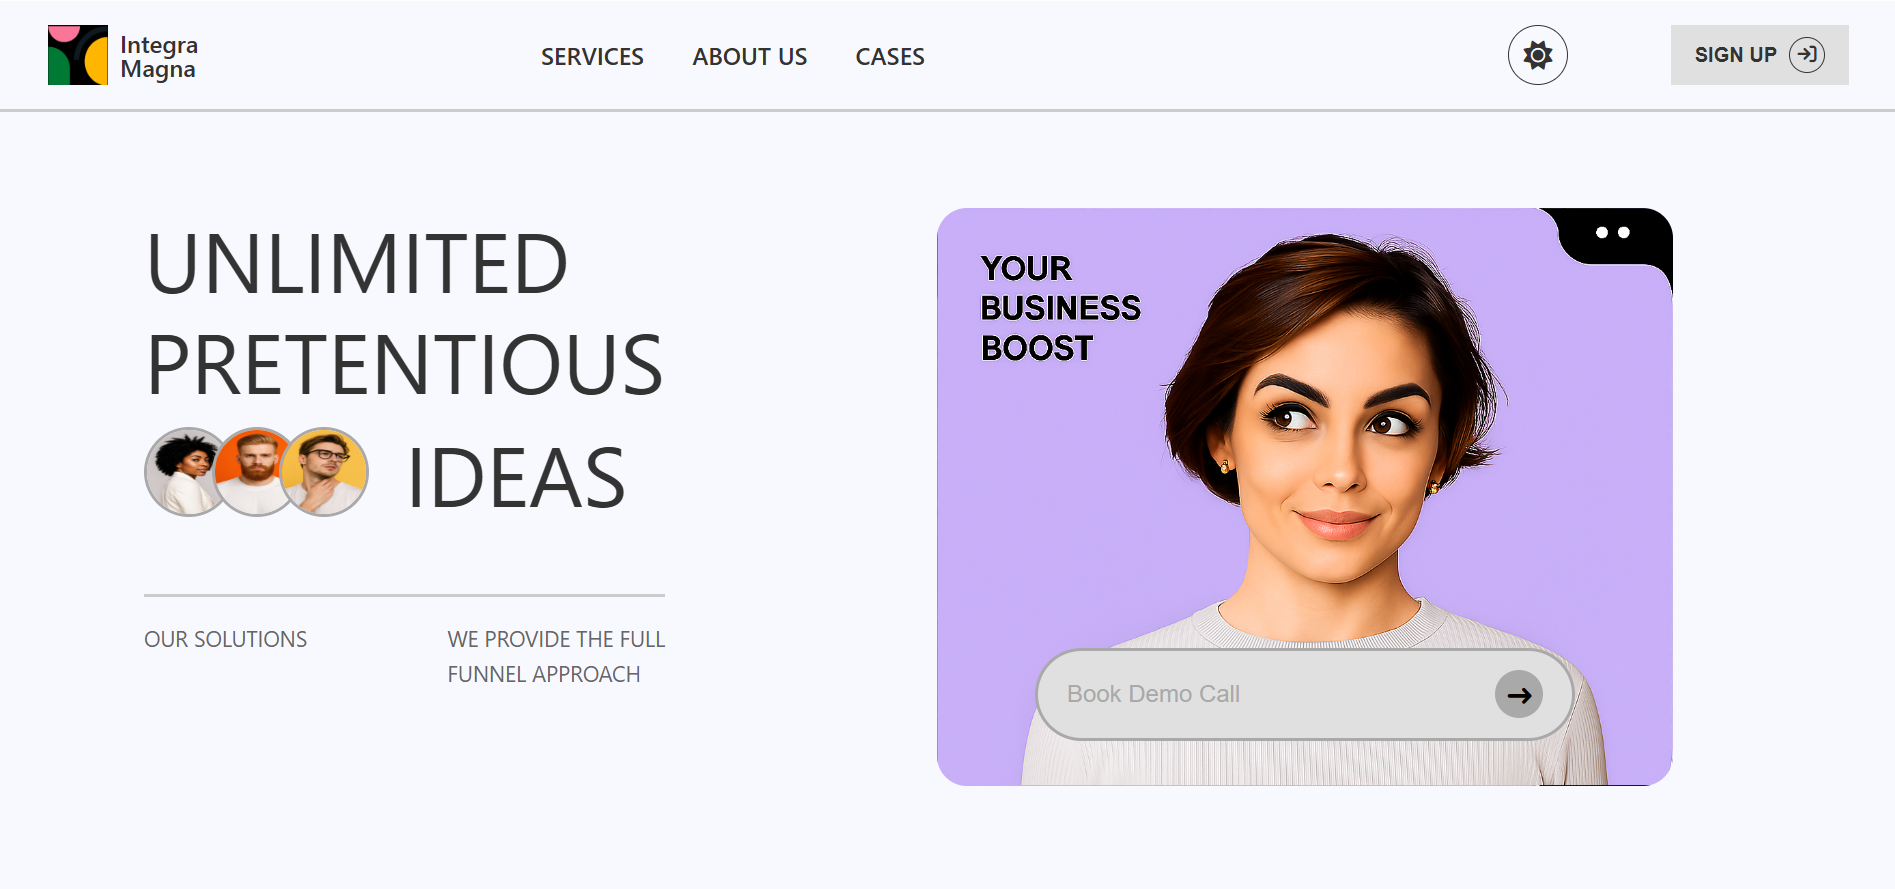 Integra
Magna
SERVICES
ABOUT US
CASES
SIGN UP
UNLIMITED
PRETENTIOUS
IDEAS
OUR SOLUTIONS
WE PROVIDE THE FULL
FUNNEL APPROACH
YOUR
BUSINESS
BOOST
Book Demo Call